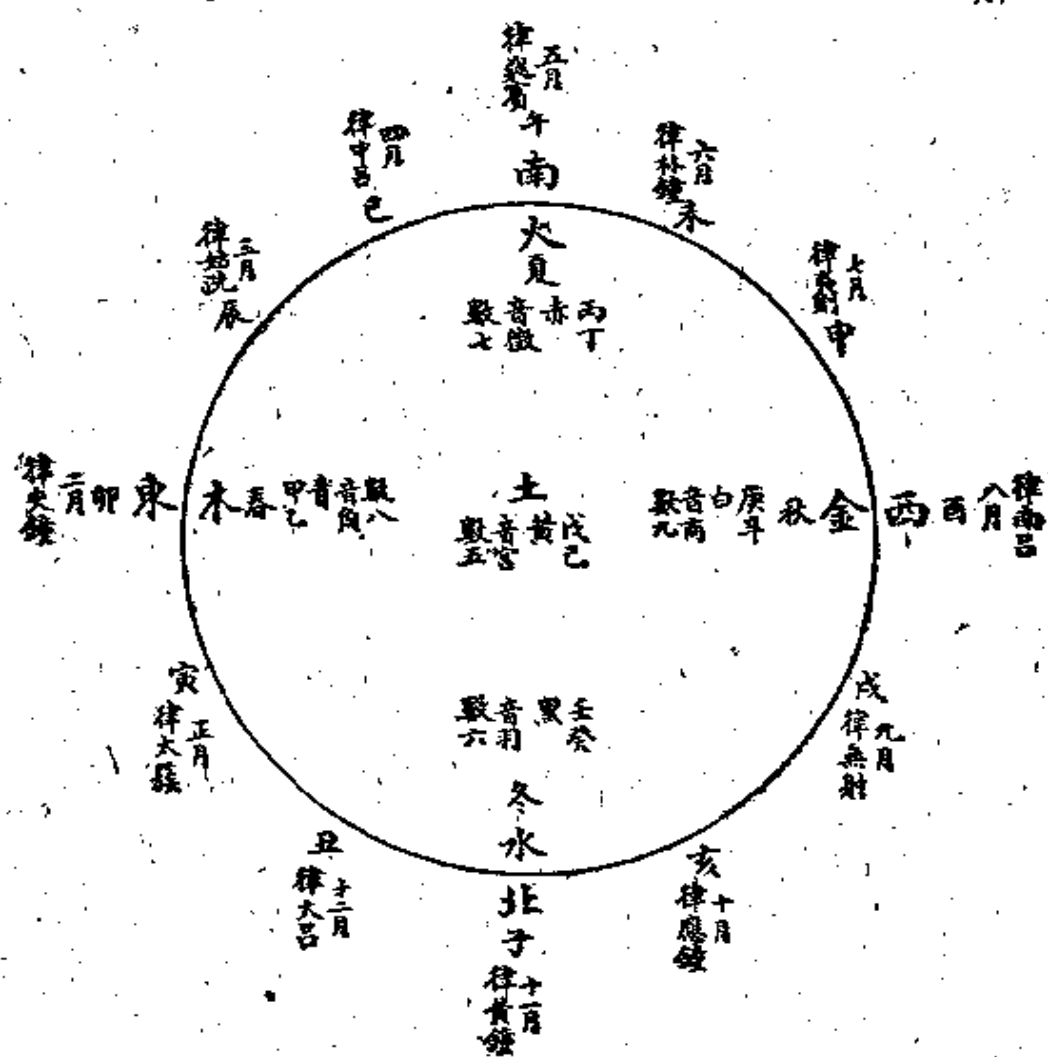 五月
律蕤賓
午
南
火
夏
丙丁
赤
音徵
數七
六月
律林鐘
未
七月
律夷則
申
律南呂
八月
酉
西
金
秋
庚辛
白
音商
數九
戊己
黃
土
音宮
數五
數八
音角
青
甲乙
春
木
東
卯
二月
律夾鐘
四月
律中呂
巳
三月
律姑洗
辰
寅
正月
律太簇
丑
十二月
律大呂
壬癸
黑
音羽
數六
冬
水
北
子
十一月
律黃鐘
亥
十月
律應鐘
戌
九月
律無射